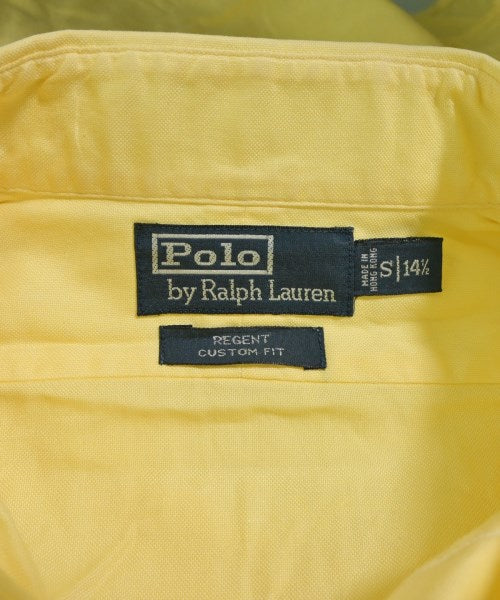 Polo
by Ralph Lauren
MADE IN
HONG KONG
S|14½
REGENT
CUSTOM FIT